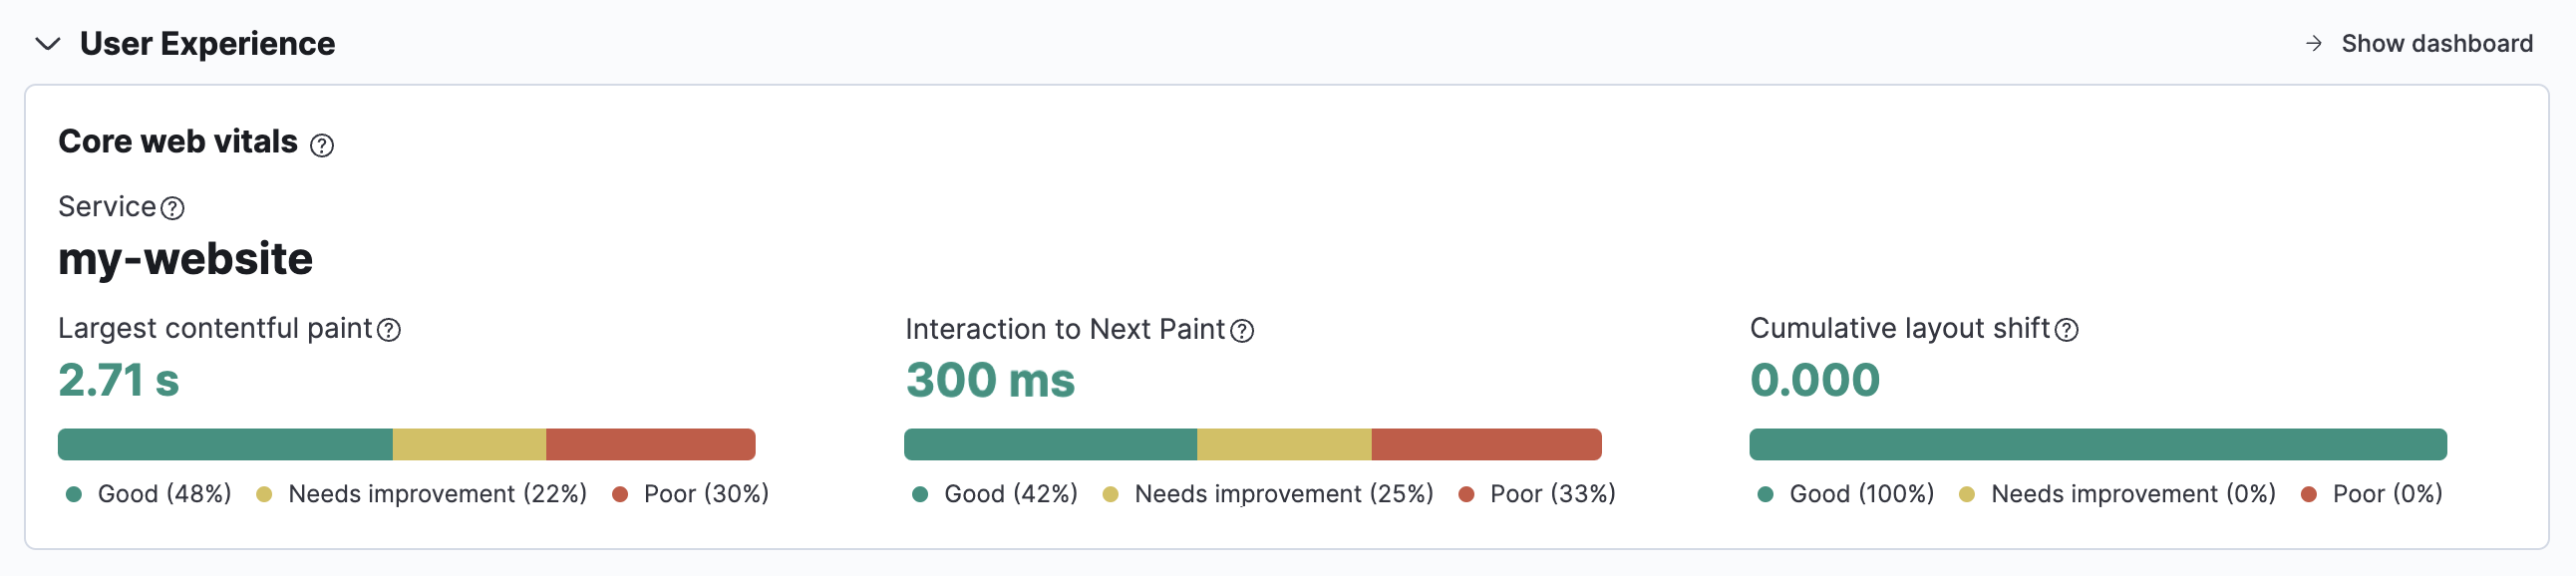 User Experience
Show dashboard
Core web vitals
Service
my-website
Largest contentful paint
2.71 s
Good (48%) Needs improvement (22%) Poor (30%)
Interaction to Next Paint
300 ms
Good (42%) Needs improvement (25%) Poor (33%)
Cumulative layout shift
0.000
Good (100%) Needs improvement (0%) Poor (0%)